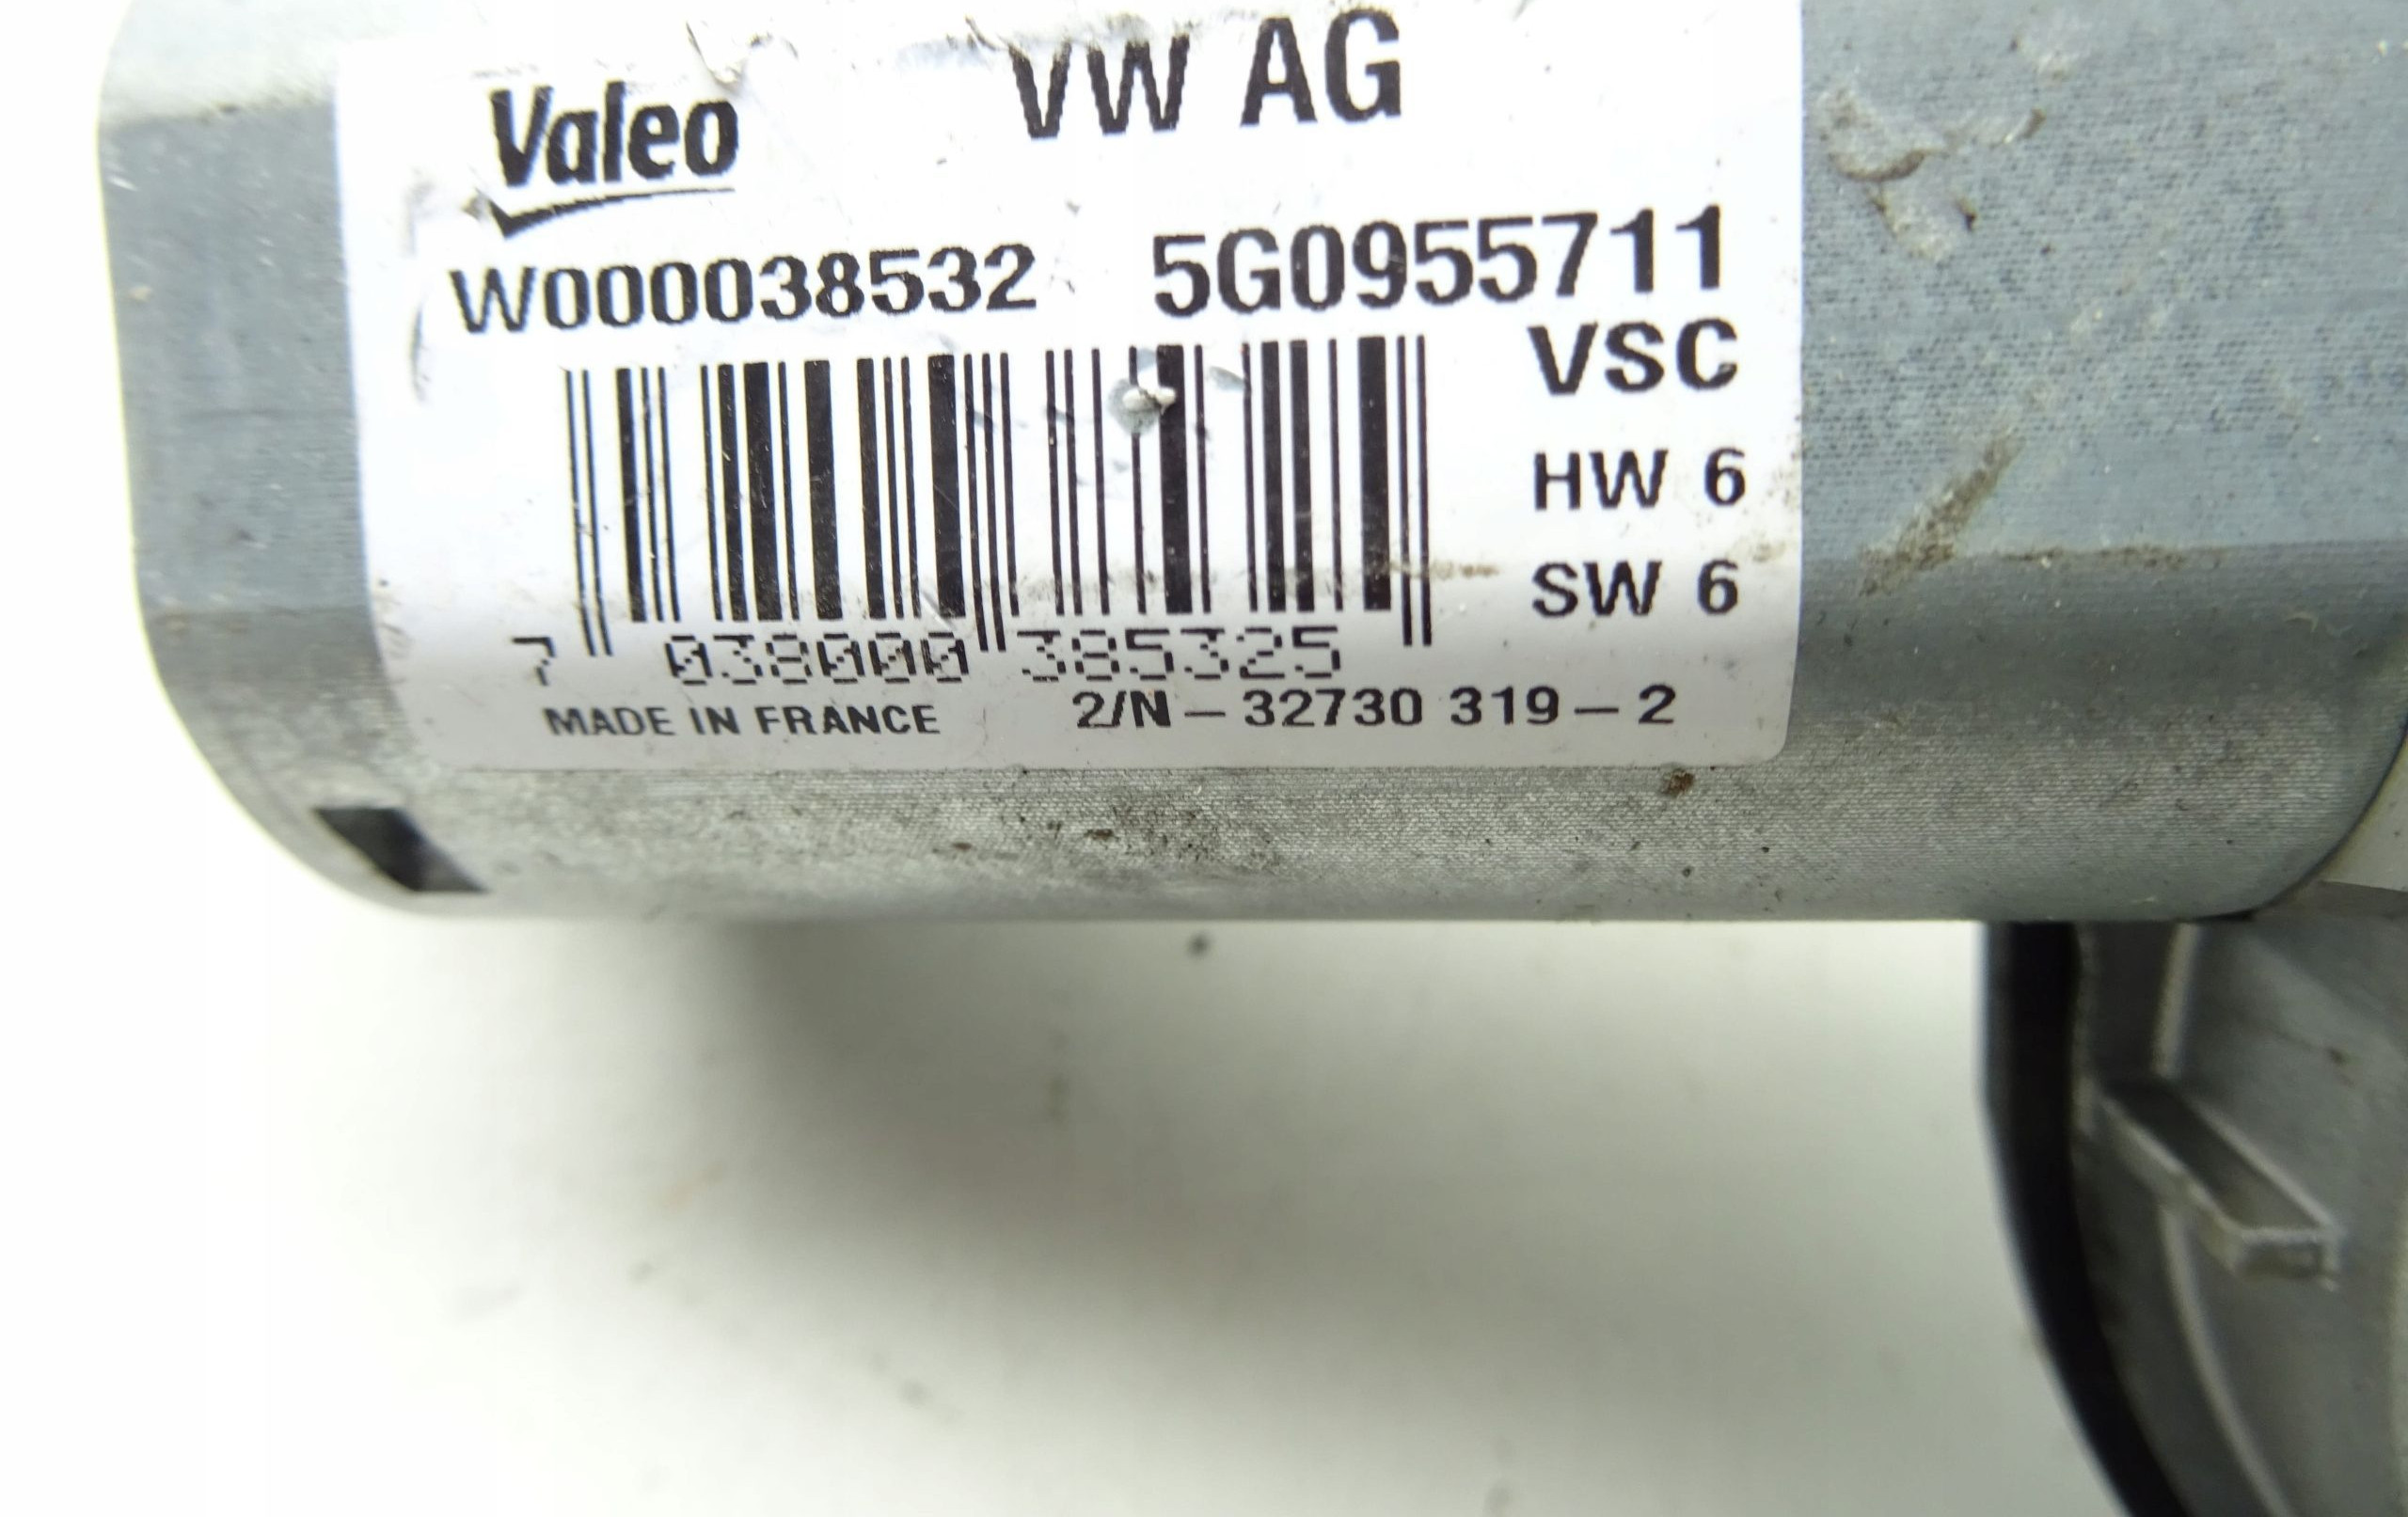 Valeo VW AG
W000038532 5G0955711
VSC
HW 6
SW 6
7 038000 385325
MADE IN FRANCE 2/N - 32730 319 - 2